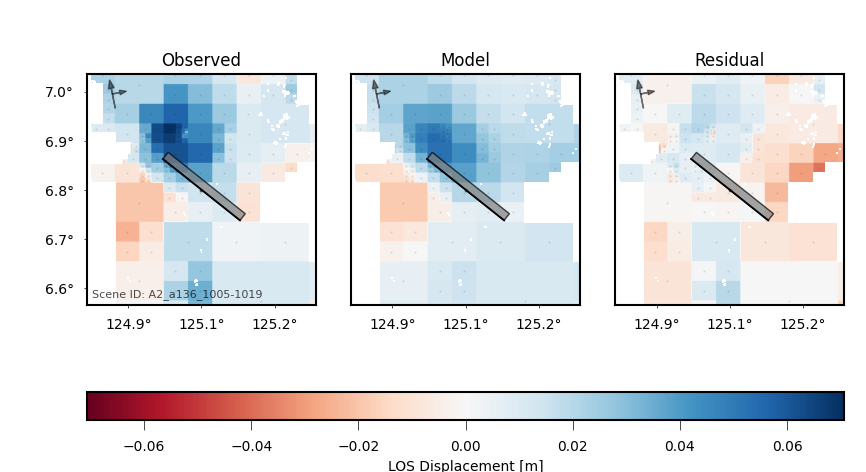 Observed Model Residual
7.0°
6.9°
6.8°
6.7°
6.6°
Scene ID: A2_a136_1005-1019
124.9° 125.1° 125.2° 124.9° 125.1° 125.2° 124.9° 125.1° 125.2°
−0.06 −0.04 −0.02 0.00 0.02 0.04 0.06
LOS Displacement [m]